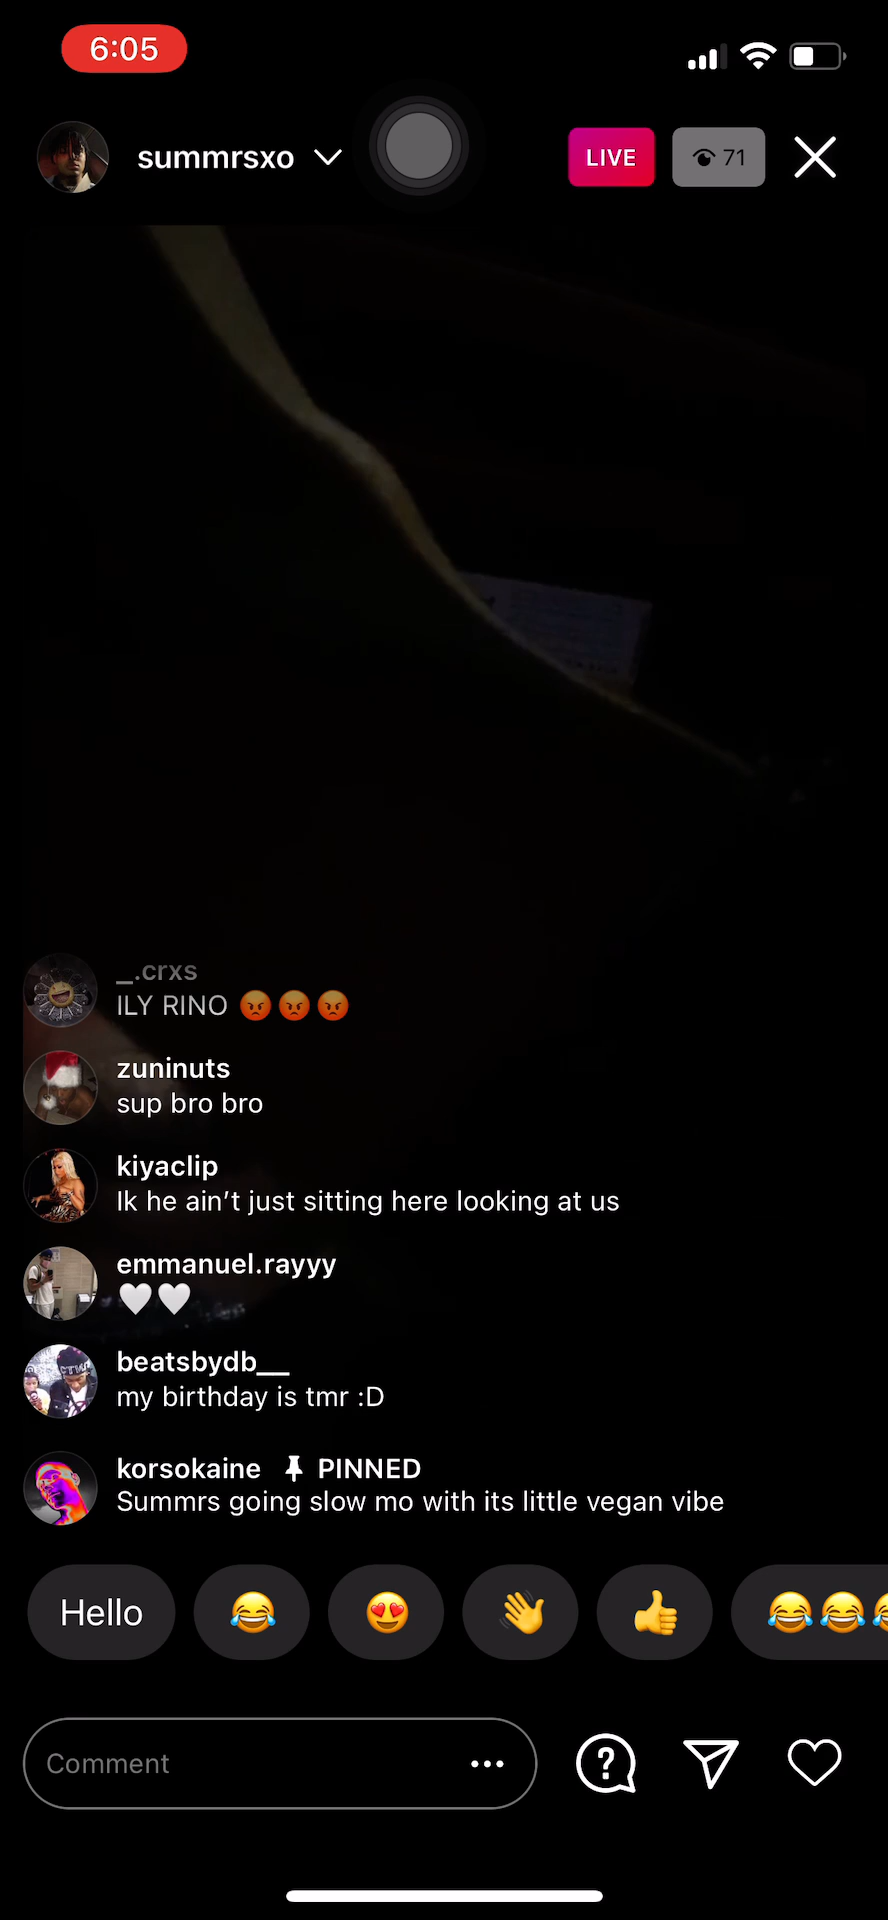 6:05
summrsxo
LIVE
71
_.crxs
ILY RINO 😡😡😡
zuninuts
sup bro bro
kiyaclip
Ik he ain’t just sitting here looking at us
emmanuel.rayyy
🤍🤍
beatsbydb__
my birthday is tmr :D
korsokaine PINNED
Summrs going slow mo with its little vegan vibe
Hello 😂 😍 👋 👍 😂😂😂
Comment